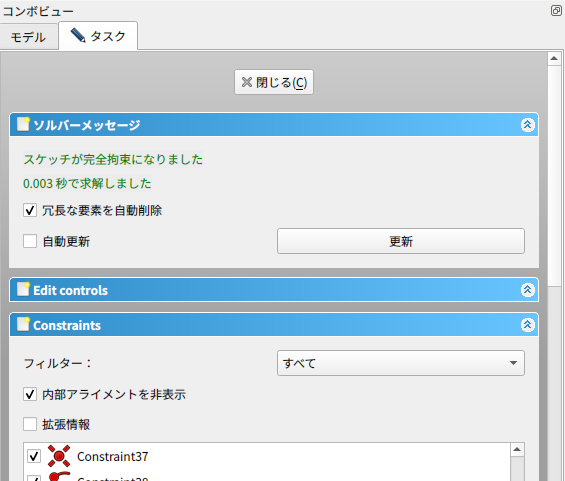 コンボビュー
モデル
タスク
閉じる(C)
ソルバーメッセージ
スケッチが完全拘束になりました
0.003 秒で求解しました
冗長な要素を自動削除
自動更新
更新
Edit controls
Constraints
フィルター：
すべて
内部アライメントを非表示
拡張情報
Constraint37
Constraint38